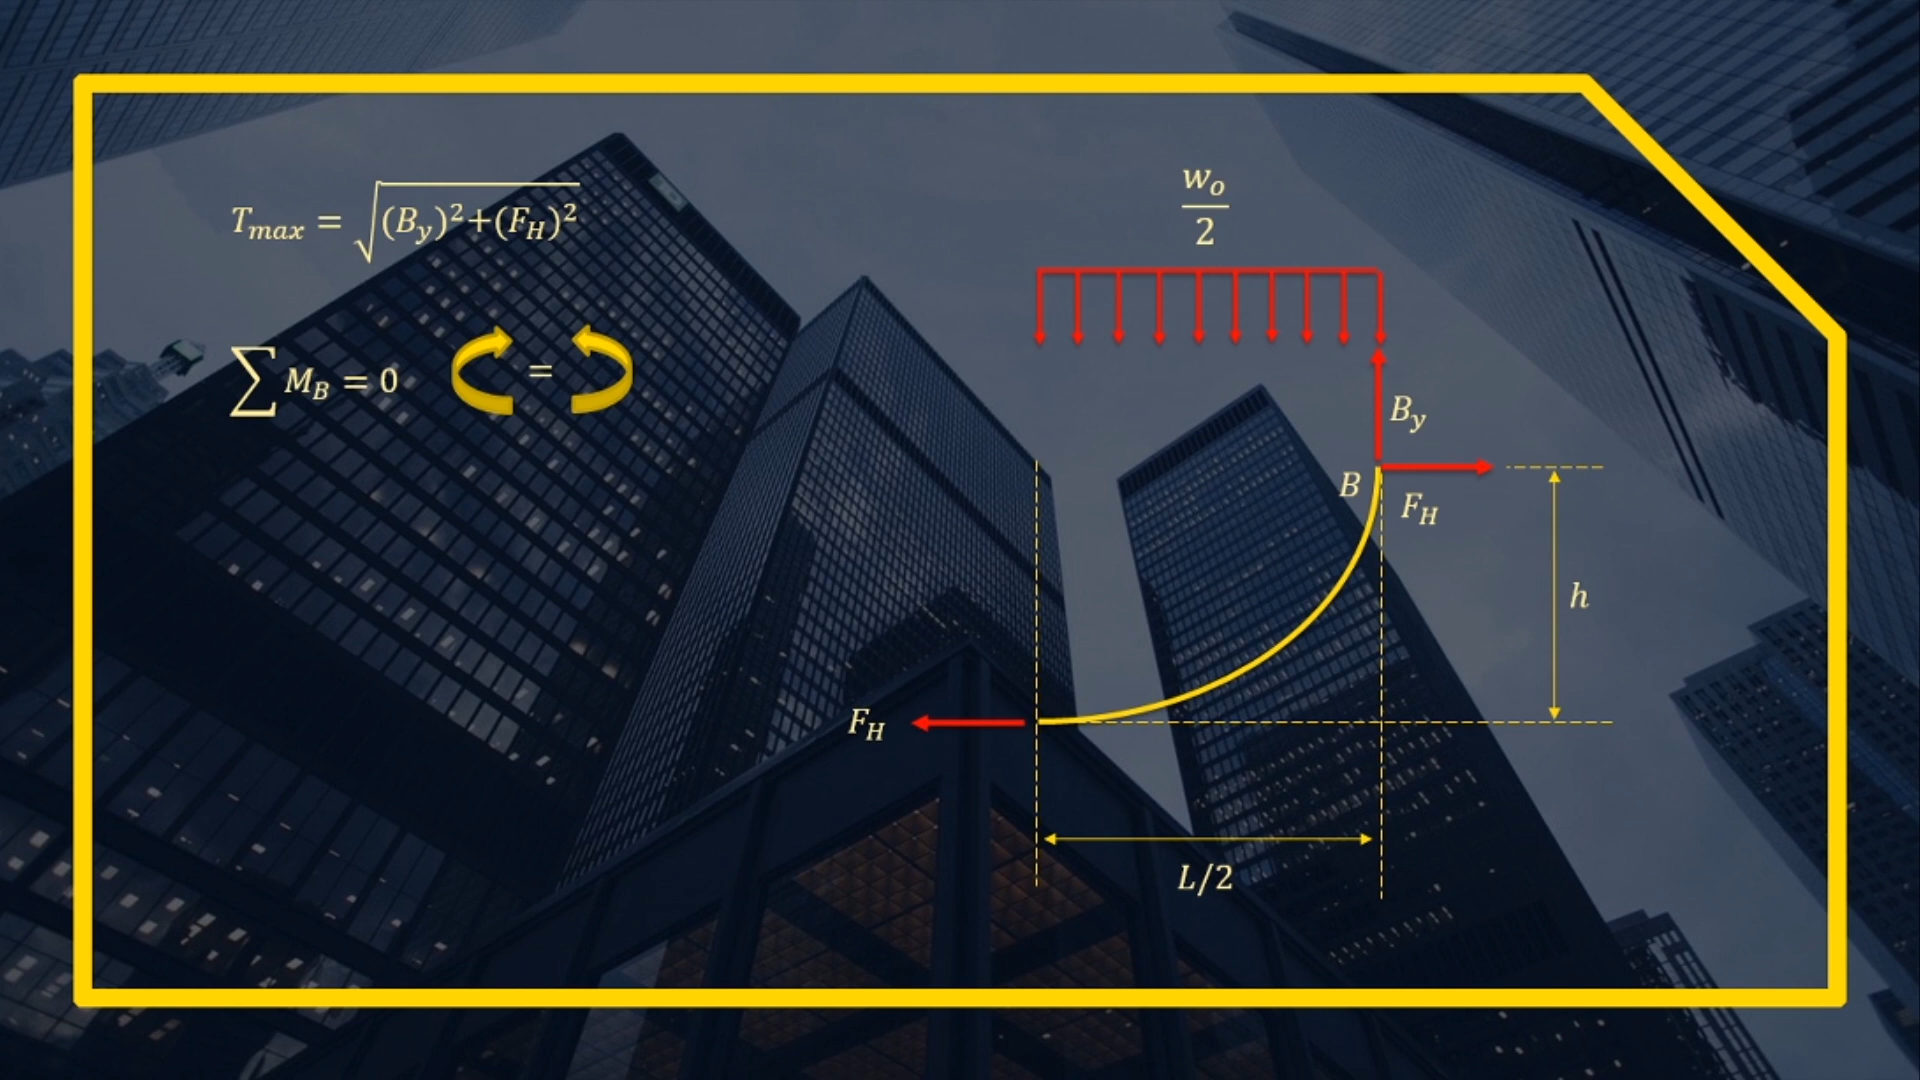 T_max = √((B_y)²+(F_H)²)
∑ M_B = 0
=
w_o/2
B_y
B
F_H
h
F_H
L/2